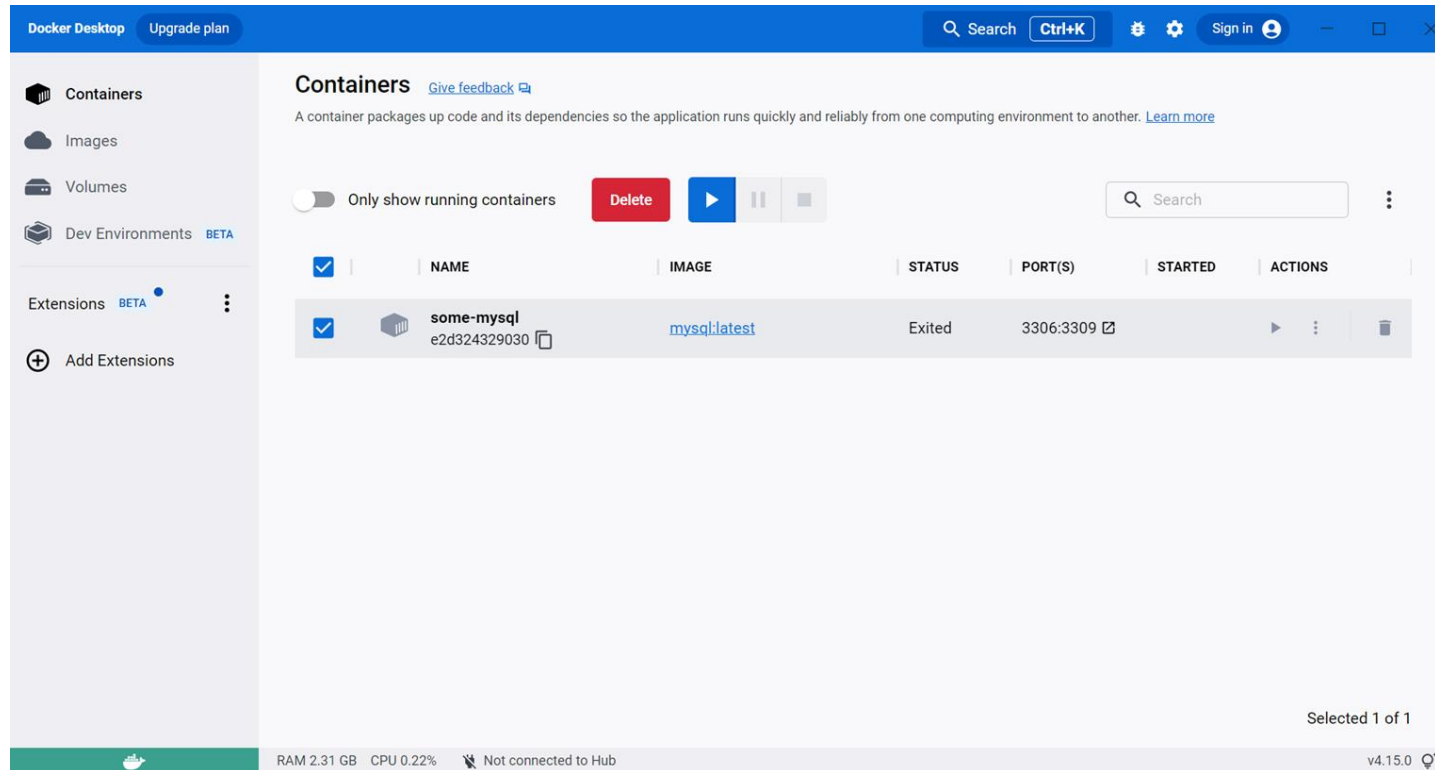 Docker Desktop Upgrade plan Search Ctrl+K Sign in
Containers
Images
Volumes
Dev Environments BETA
Extensions BETA
Add Extensions
Containers Give feedback
A container packages up code and its dependencies so the application runs quickly and reliably from one computing environment to another. Learn more
Only show running containers Delete Search
NAME IMAGE STATUS PORT(S) STARTED ACTIONS
some-mysql
e2d324329030 mysql:latest Exited 3306:3309
Selected 1 of 1
RAM 2.31 GB CPU 0.22% Not connected to Hub v4.15.0